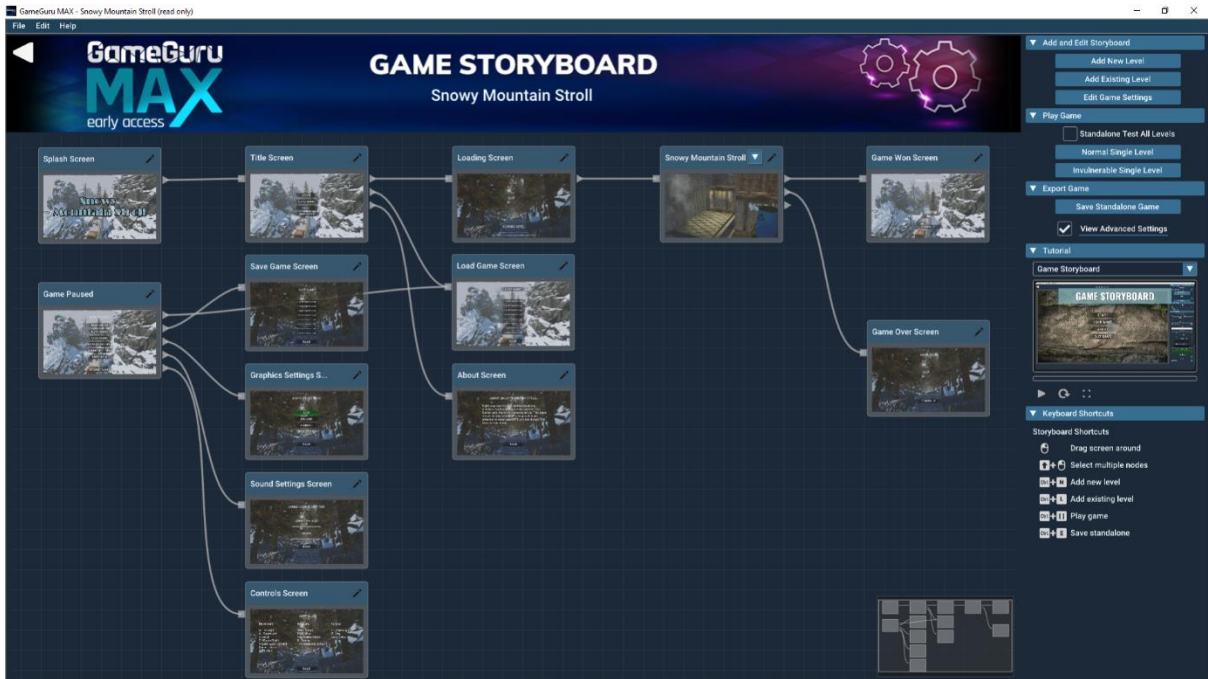 GameGuru MAX - Snowy Mountain Stroll (read only)
File Edit Help
GameGuru
MAX
early access
GAME STORYBOARD
Snowy Mountain Stroll
Splash Screen
Snowy
Mountain Stroll
Title Screen
Loading Screen
Snowy Mountain Stroll
Game Won Screen
Game Paused
Save Game Screen
Load Game Screen
Game Over Screen
Graphics Settings S...
About Screen
Sound Settings Screen
Controls Screen
Add and Edit Storyboard
Add New Level
Add Existing Level
Edit Game Settings
Play Game
Standalone Test All Levels
Normal Single Level
Invulnerable Single Level
Export Game
Save Standalone Game
View Advanced Settings
Tutorial
Game Storyboard
GAME STORYBOARD
Keyboard Shortcuts
Storyboard Shortcuts
Drag screen around
+ Select multiple nodes
Ctrl + N Add new level
Ctrl + L Add existing level
Ctrl + Play game
Ctrl + S Save standalone